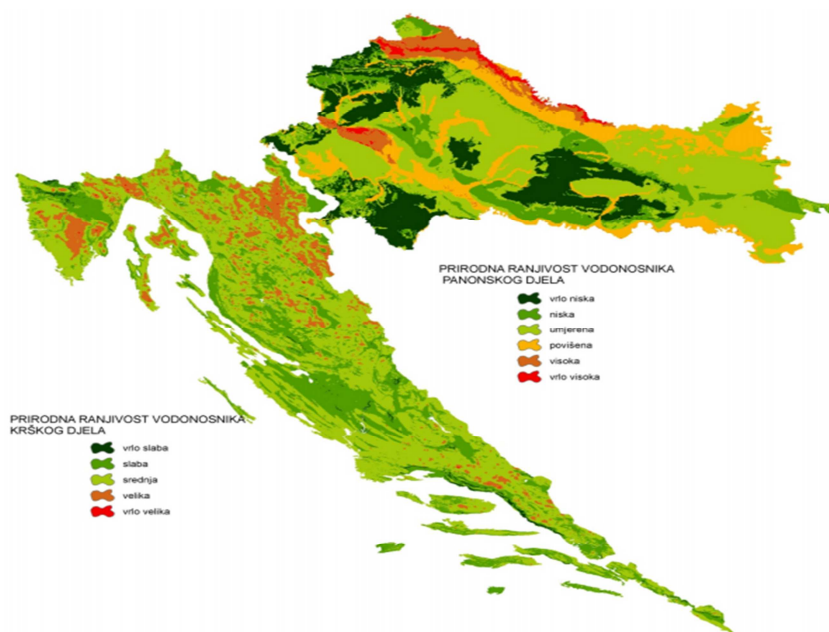 PRIRODNA RANJIVOST VODONOSNIKA
PANONSKOG DJELA
vrlo niska
niska
umjerena
povišena
visoka
vrlo visoka
PRIRODNA RANJIVOST VODONOSNIKA
KRŠKOG DJELA
vrlo slaba
slaba
srednja
velika
vrlo velika